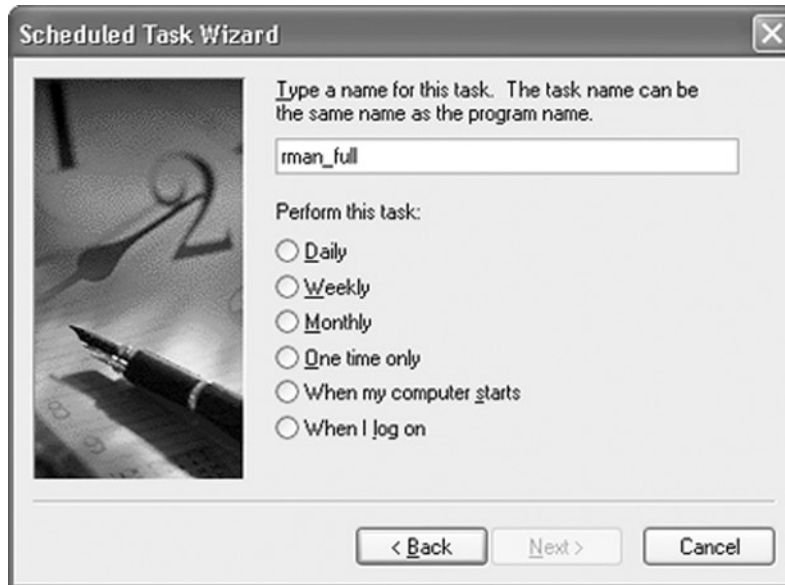 Scheduled Task Wizard
Type a name for this task. The task name can be
the same name as the program name.
rman_full
Perform this task:
Daily
Weekly
Monthly
One time only
When my computer starts
When I log on
< Back
Next >
Cancel